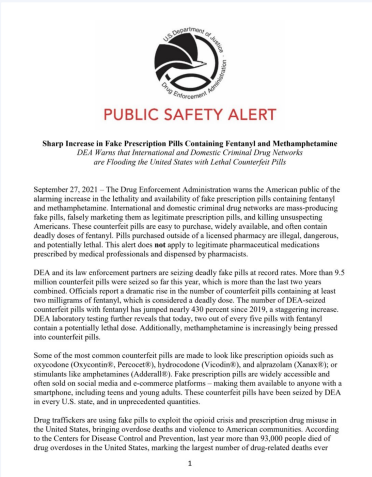 U.S. Department of Justice
Drug Enforcement Administration
PUBLIC SAFETY ALERT
Sharp Increase in Fake Prescription Pills Containing Fentanyl and Methamphetamine
DEA Warns that International and Domestic Criminal Drug Networks
are Flooding the United States with Lethal Counterfeit Pills
September 27, 2021 – The Drug Enforcement Administration warns the American public of the
alarming increase in the lethality and availability of fake prescription pills containing fentanyl
and methamphetamine. International and domestic criminal drug networks are mass-producing
fake pills, falsely marketing them as legitimate prescription pills, and killing unsuspecting
Americans. These counterfeit pills are easy to purchase, widely available, and often contain
deadly doses of fentanyl. Pills purchased outside of a licensed pharmacy are illegal, dangerous,
and potentially lethal. This alert does not apply to legitimate pharmaceutical medications
prescribed by medical professionals and dispensed by pharmacists.
DEA and its law enforcement partners are seizing deadly fake pills at record rates. More than 9.5
million counterfeit pills were seized so far this year, which is more than the last two years
combined. Officials report a dramatic rise in the number of counterfeit pills containing at least
two milligrams of fentanyl, which is considered a deadly dose. The number of DEA-seized
counterfeit pills with fentanyl has jumped nearly 430 percent since 2019, a staggering increase.
DEA laboratory testing further reveals that today, two out of every five pills with fentanyl
contain a potentially lethal dose. Additionally, methamphetamine is increasingly being pressed
into counterfeit pills.
Some of the most common counterfeit pills are made to look like prescription opioids such as
oxycodone (Oxycontin®, Percocet®), hydrocodone (Vicodin®), and alprazolam (Xanax®); or
stimulants like amphetamines (Adderall®). Fake prescription pills are widely accessible and
often sold on social media and e-commerce platforms – making them available to anyone with a
smartphone, including teens and young adults. These counterfeit pills have been seized by DEA
in every U.S. state, and in unprecedented quantities.
Drug traffickers are using fake pills to exploit the opioid crisis and prescription drug misuse in
the United States, bringing overdose deaths and violence to American communities. According
to the Centers for Disease Control and Prevention, last year more than 93,000 people died of
drug overdoses in the United States, marking the largest number of drug-related deaths ever
1